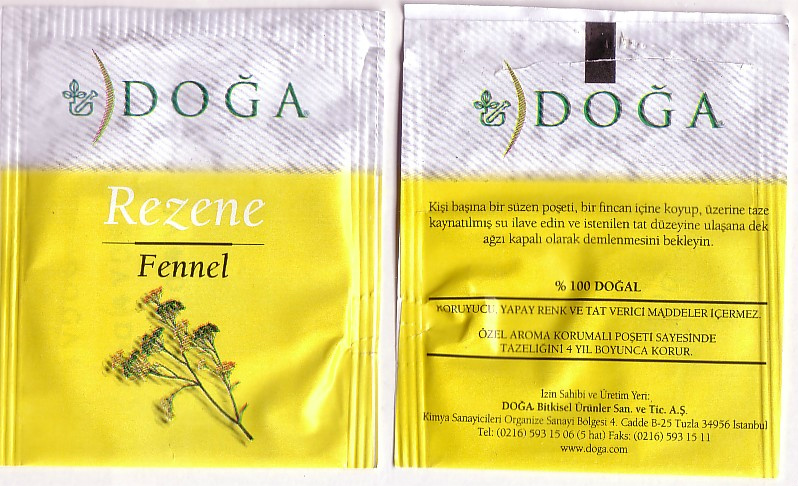 DOĞA
Rezene
Fennel
DOĞA
Kişi başına bir süzen poşeti, bir fincan içine koyup, üzerine taze
kaynatılmış su ilave edin ve istenilen tat düzeyine ulaşana dek
ağzı kapalı olarak demlenmesini bekleyin.
% 100 DOĞAL
KORUYUCU, YAPAY RENK VE TAT VERİCİ MADDELER İÇERMEZ.
ÖZEL AROMA KORUMALI POŞETİ SAYESİNDE
TAZELİĞİNİ 4 YIL BOYUNCA KORUR.
İzin Sahibi ve Üretim Yeri:
DOĞA Bitkisel Ürünler San. ve Tic. A.Ş.
Kimya Sanayicileri Organize Sanayi Bölgesi 4. Cadde B-25 Tuzla 34956 İstanbul
Tel: (0216) 593 15 06 (5 hat) Faks: (0216) 593 15 11
www.doga.com